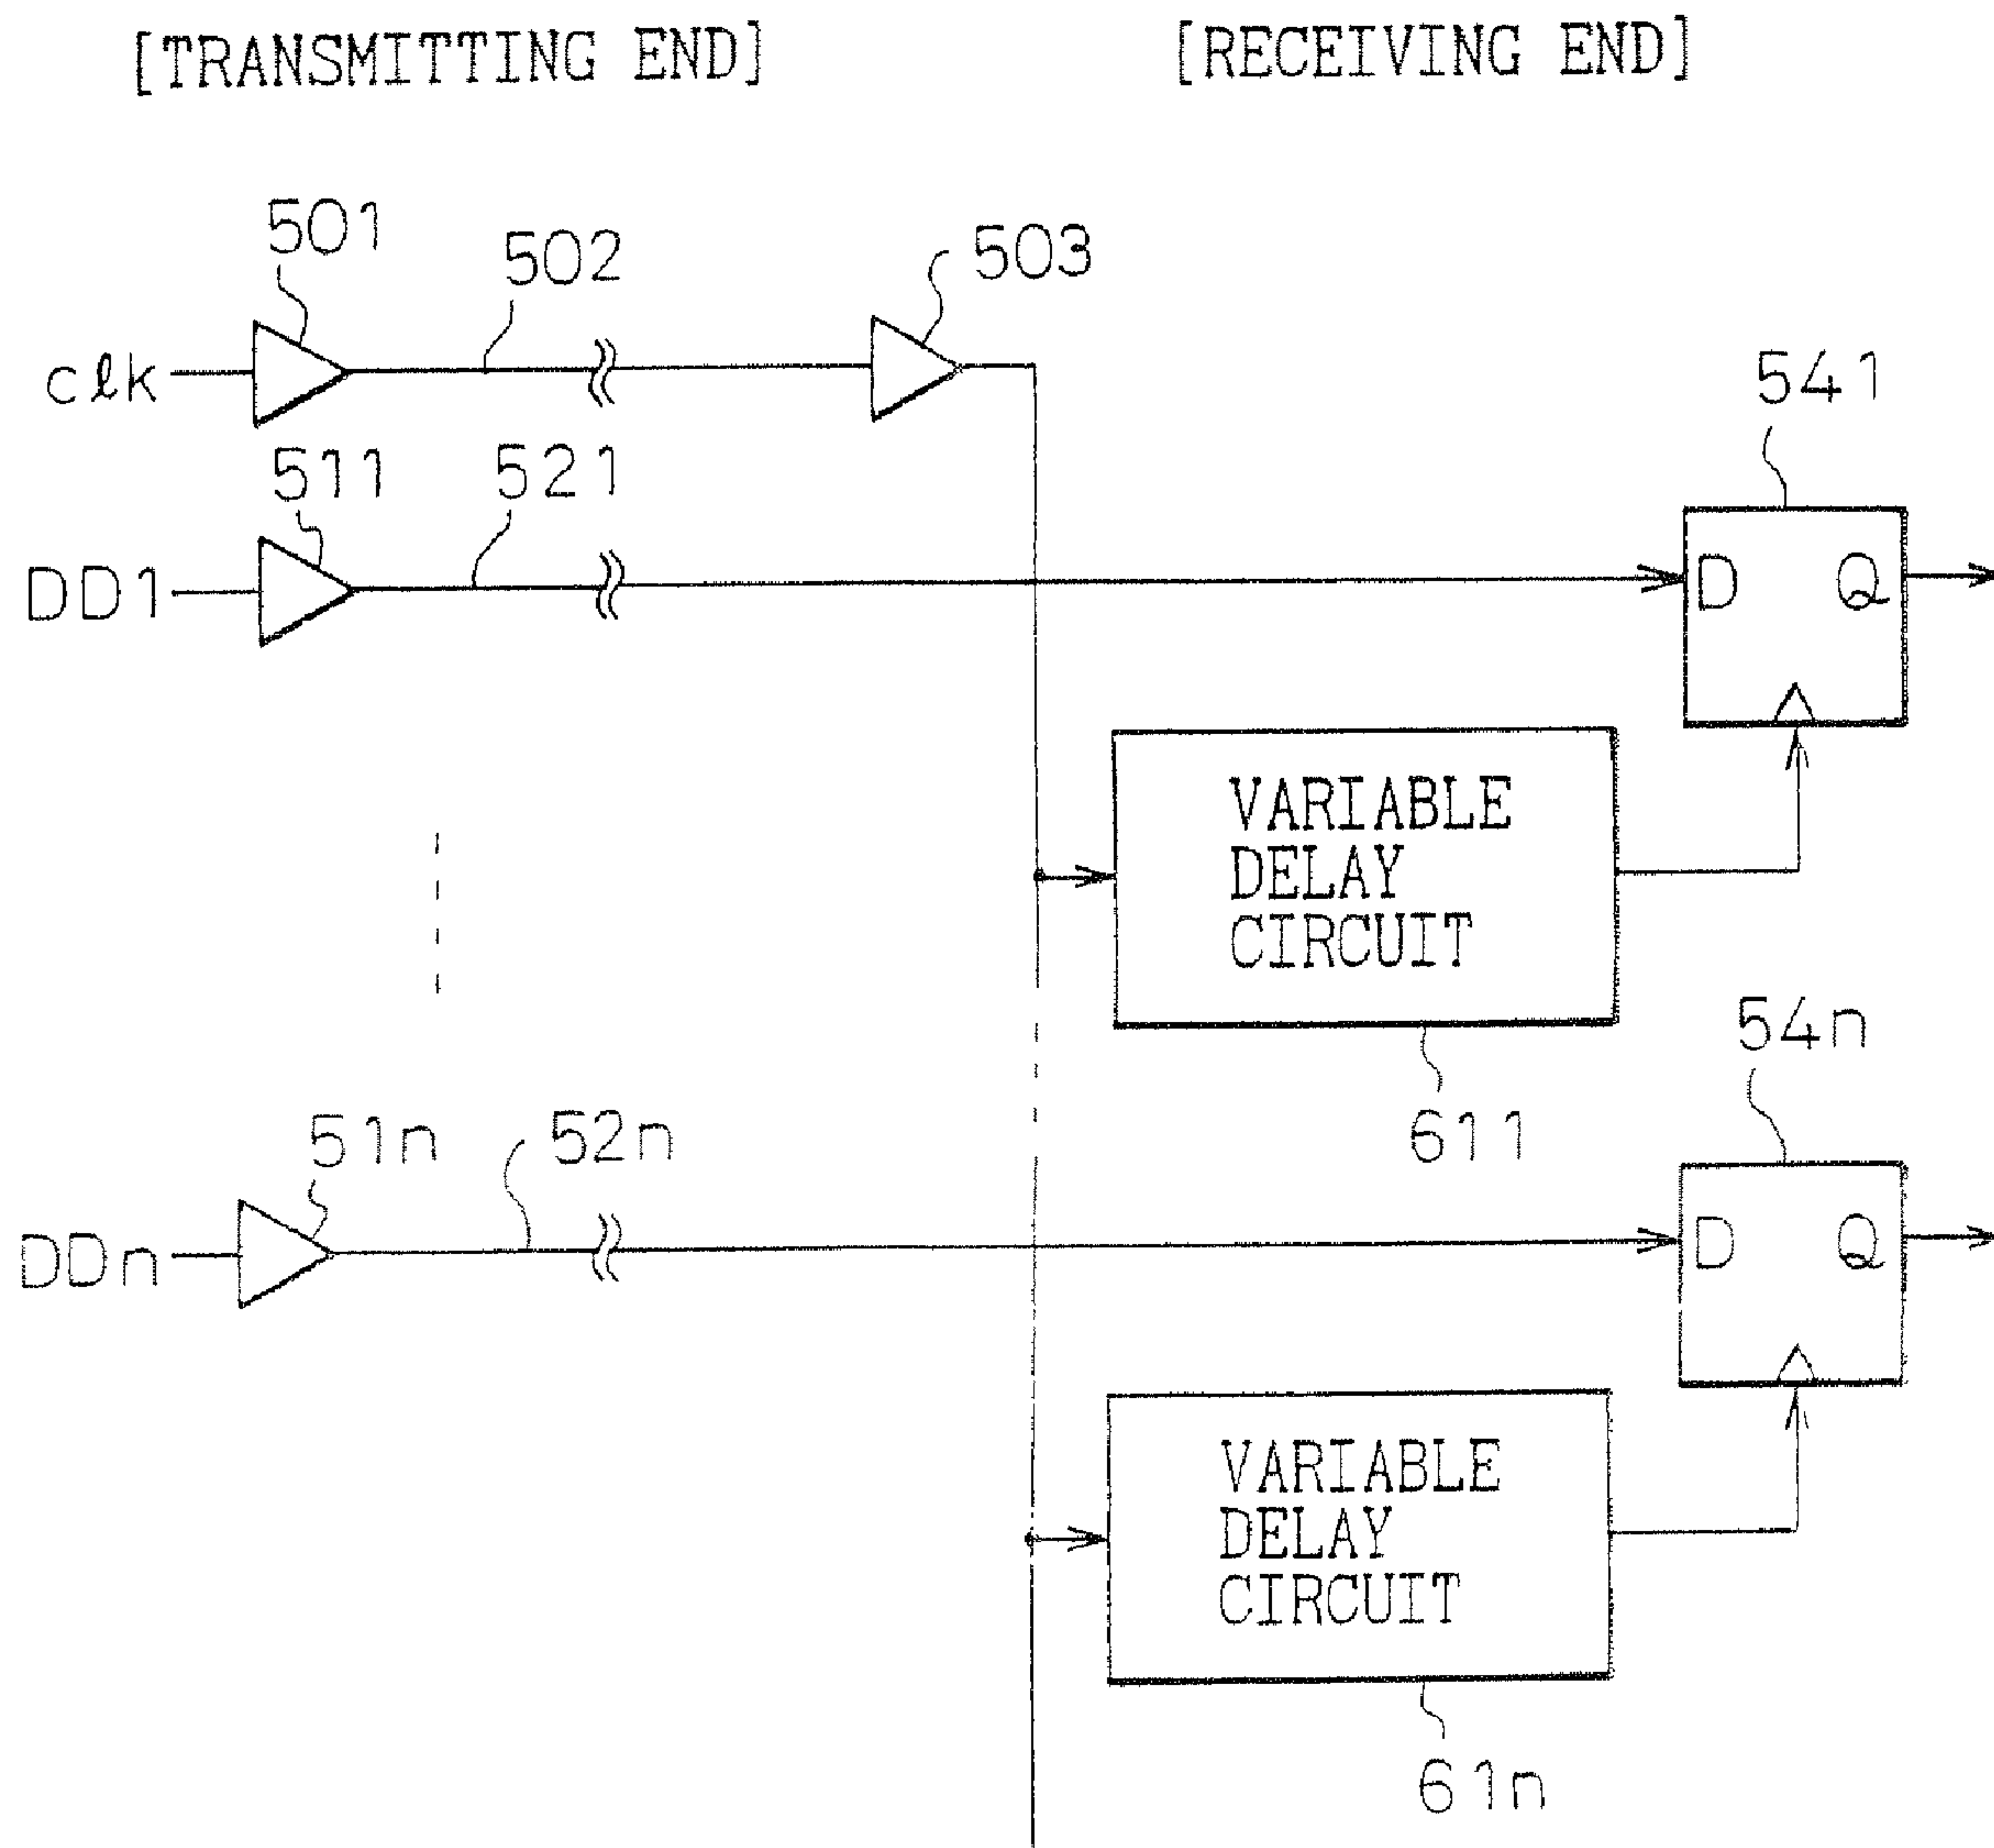 [TRANSMITTING END]
[RECEIVING END]
501
502
503
clk
541
511
521
DD1
D Q
VARIABLE
DELAY
CIRCUIT
611
54n
51n
52n
DDn
D Q
VARIABLE
DELAY
CIRCUIT
61n